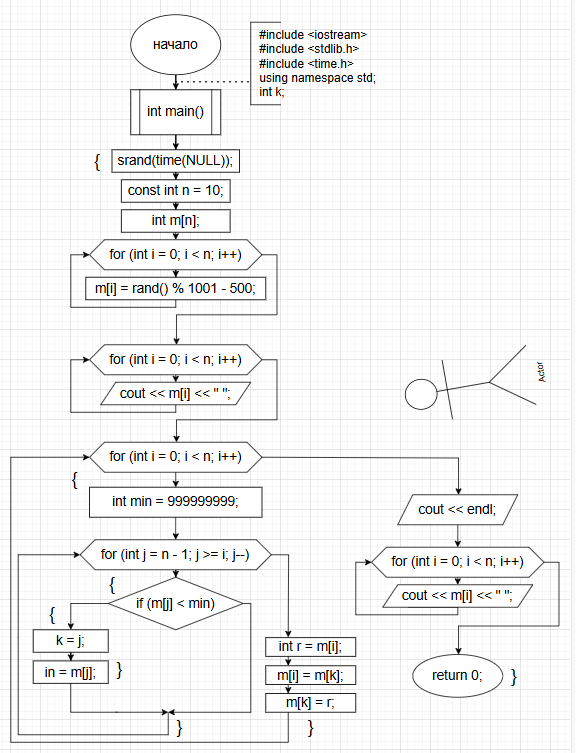 начало
#include <iostream>
#include <stdlib.h>
#include <time.h>
using namespace std;
int k;
int main()
{
srand(time(NULL));
const int n = 10;
int m[n];
for (int i = 0; i < n; i++)
m[i] = rand() % 1001 - 500;
for (int i = 0; i < n; i++)
cout << m[i] << " ";
Actor
for (int i = 0; i < n; i++)
{
int min = 999999999;
for (int j = n - 1; j >= i; j--)
{
if (m[j] < min)
{
k = j;
in = m[j];
}
}
int r = m[i];
m[i] = m[k];
m[k] = r;
}
cout << endl;
for (int i = 0; i < n; i++)
cout << m[i] << " ";
return 0;
}